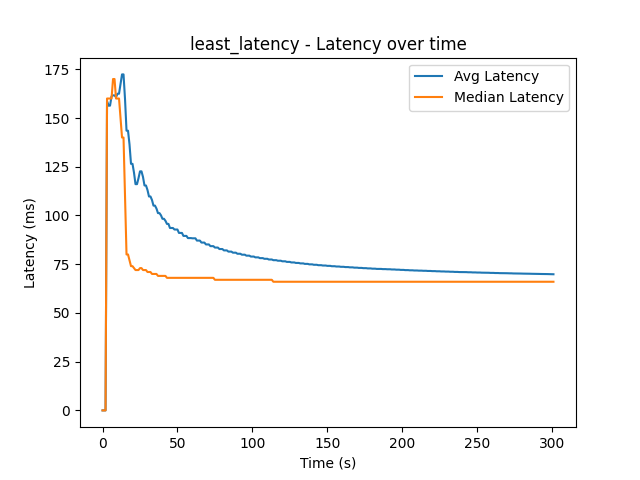 least_latency - Latency over time
Avg Latency
Median Latency
Latency (ms)
175
150
125
100
75
50
25
0
0 50 100 150 200 250 300
Time (s)